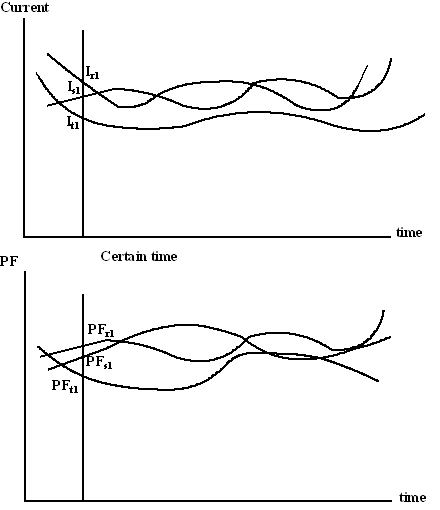 Current
Ir1
Is1
It1
time
PF
Certain time
PFr1
PFs1
PFt1
time